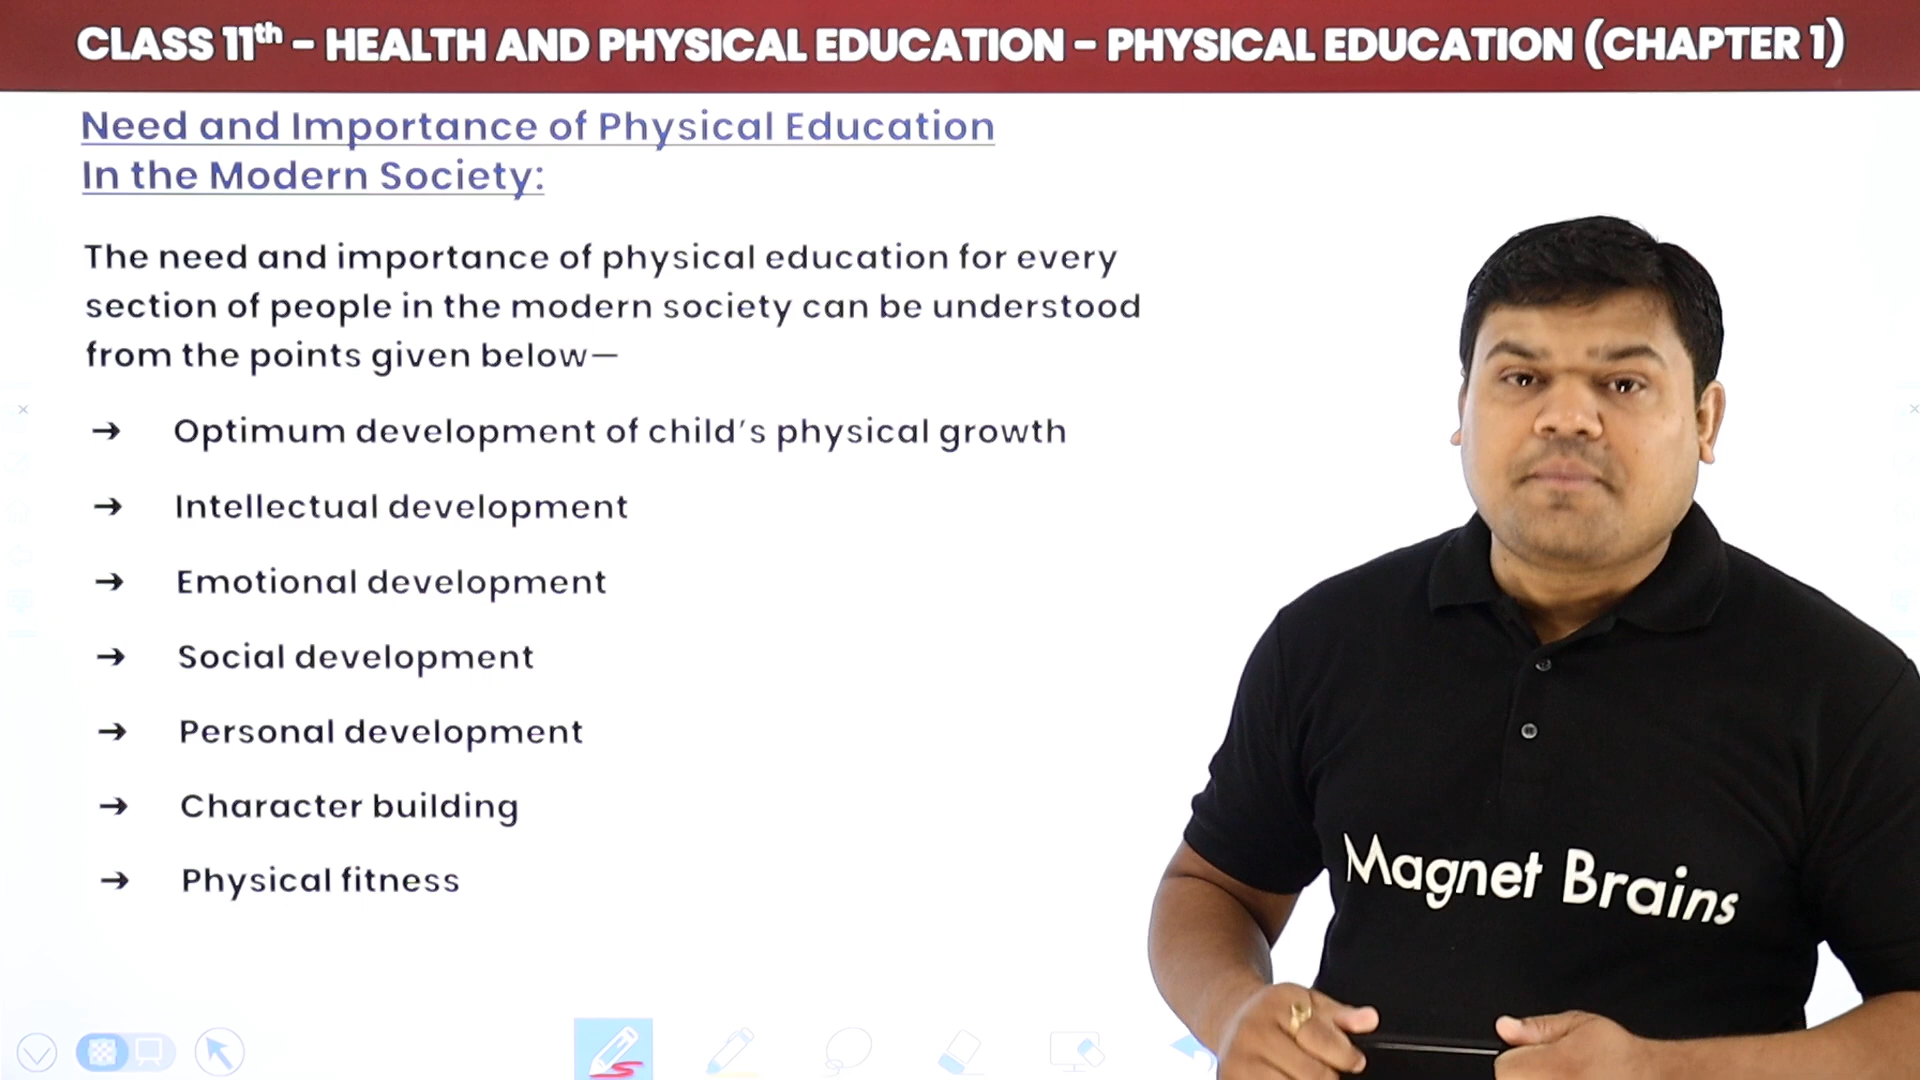 CLASS 11th – HEALTH AND PHYSICAL EDUCATION – PHYSICAL EDUCATION (CHAPTER 1)
Need and Importance of Physical Education
In the Modern Society:
The need and importance of physical education for every
section of people in the modern society can be understood
from the points given below—
→ Optimum development of child's physical growth
→ Intellectual development
→ Emotional development
→ Social development
→ Personal development
→ Character building
→ Physical fitness
Magnet Brains